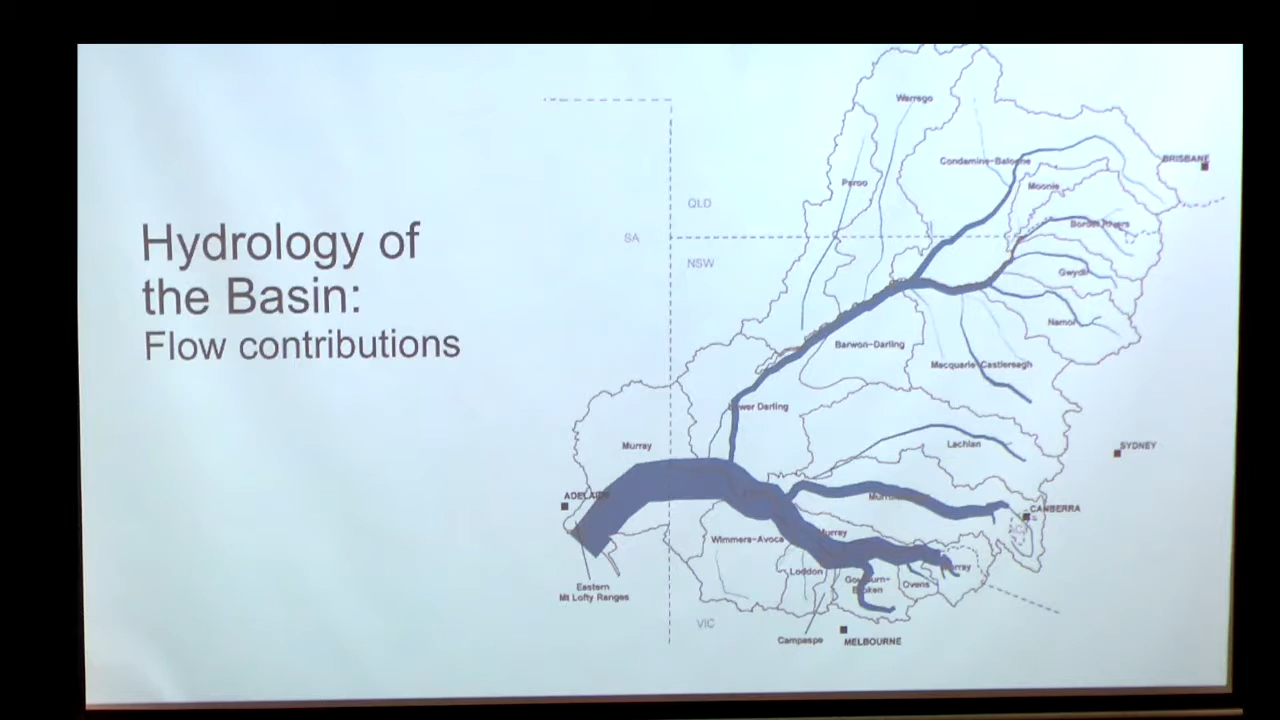 Hydrology of
the Basin:
Flow contributions
Warrego
Condamine-Balonne
BRISBANE
Paroo
Moonie
QLD
Border Rivers
SA
NSW
Gwydir
Namoi
Barwon-Darling
Macquarie-Castlereagh
Lower Darling
Murray
Lachlan
SYDNEY
ADELAIDE
CANBERRA
Murray
Wimmera-Avoca
Loddon
Goulburn-
Broken
Ovens
Murray
Eastern
Mt Lofty Ranges
VIC
Campaspe
MELBOURNE